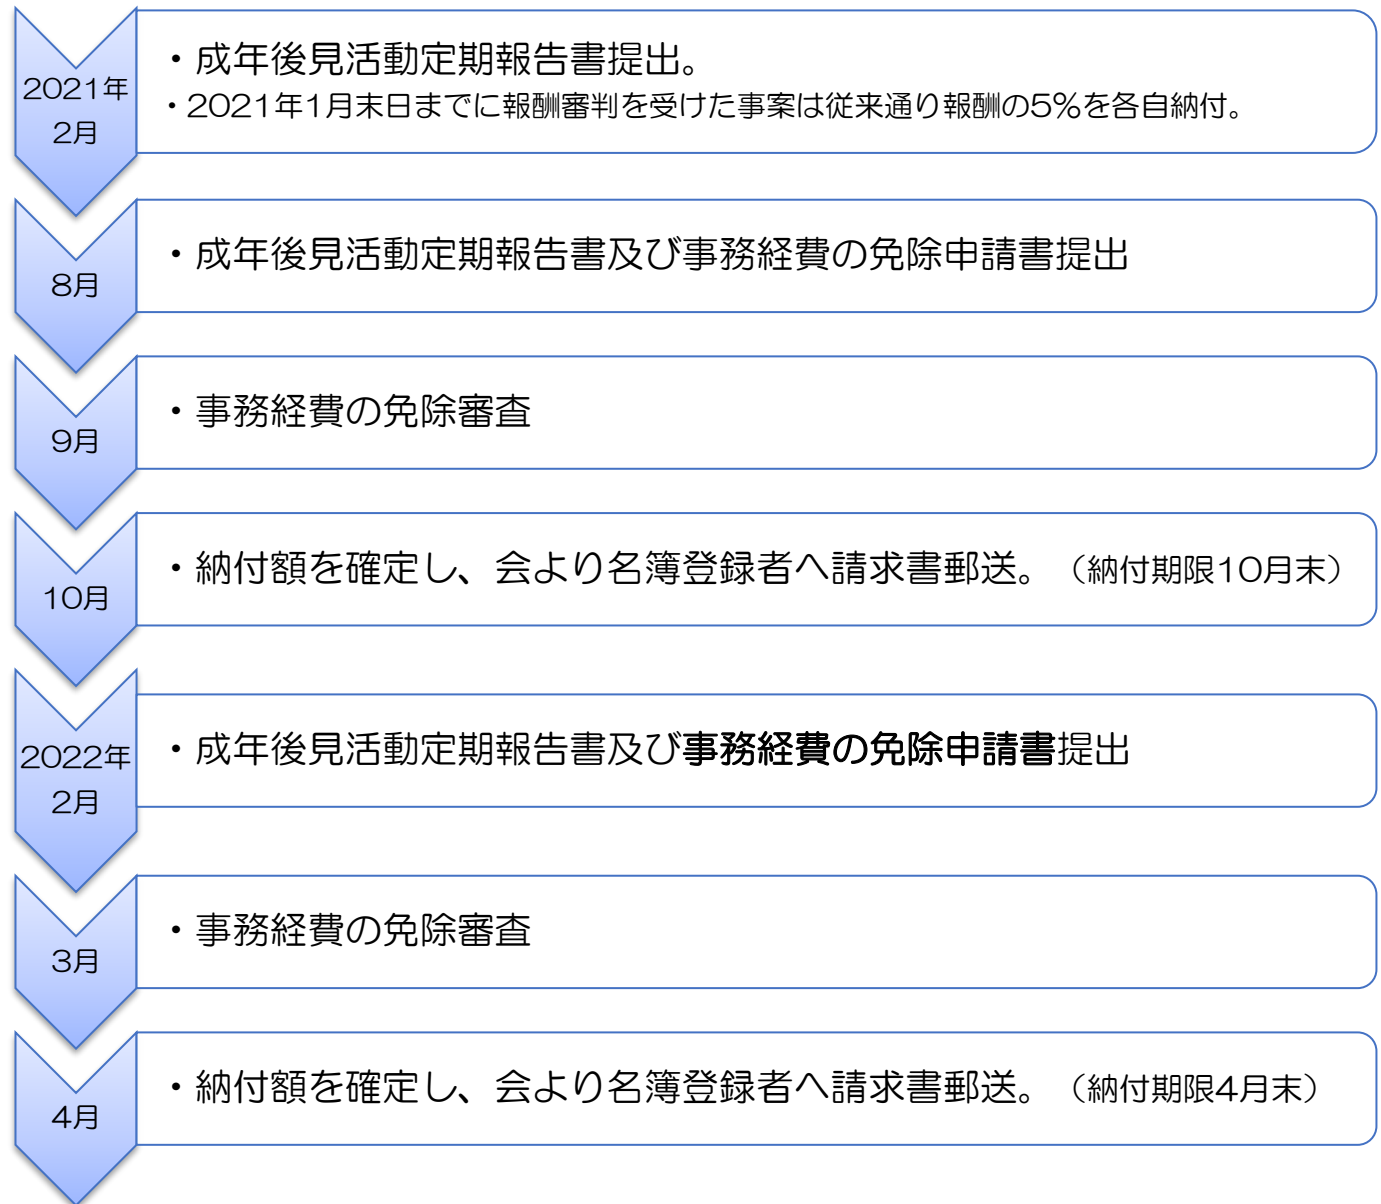 2021年
2月
・成年後見活動定期報告書提出。
・2021年1月末日までに報酬審判を受けた事案は従来通り報酬の5%を各自納付。
8月
・成年後見活動定期報告書及び事務経費の免除申請書提出
9月
・事務経費の免除審査
10月
・納付額を確定し、会より名簿登録者へ請求書郵送。（納付期限10月末）
2022年
2月
・成年後見活動定期報告書及び事務経費の免除申請書提出
3月
・事務経費の免除審査
4月
・納付額を確定し、会より名簿登録者へ請求書郵送。（納付期限4月末）